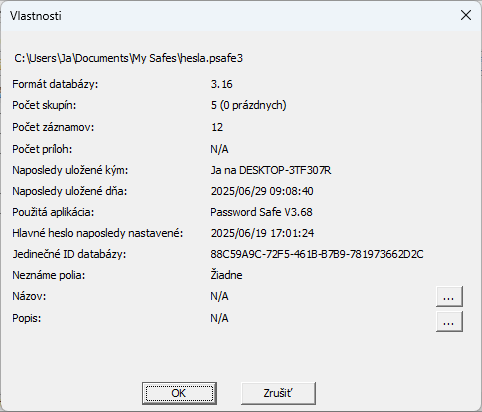 Vlastnosti
C:\Users\Ja\Documents\My Safes\hesla.psafe3
Formát databázy: 3.16
Počet skupín: 5 (0 prázdnych)
Počet záznamov: 12
Počet príloh: N/A
Naposledy uložené kým: Ja na DESKTOP-3TF307R
Naposledy uložené dňa: 2025/06/29 09:08:40
Použitá aplikácia: Password Safe V3.68
Hlavné heslo naposledy nastavené: 2025/06/19 17:01:24
Jedinečné ID databázy: 88C59A9C-72F5-461B-B7B9-781973662D2C
Neznáme polia: Žiadne
Názov: N/A ...
Popis: N/A ...
OK Zrušiť